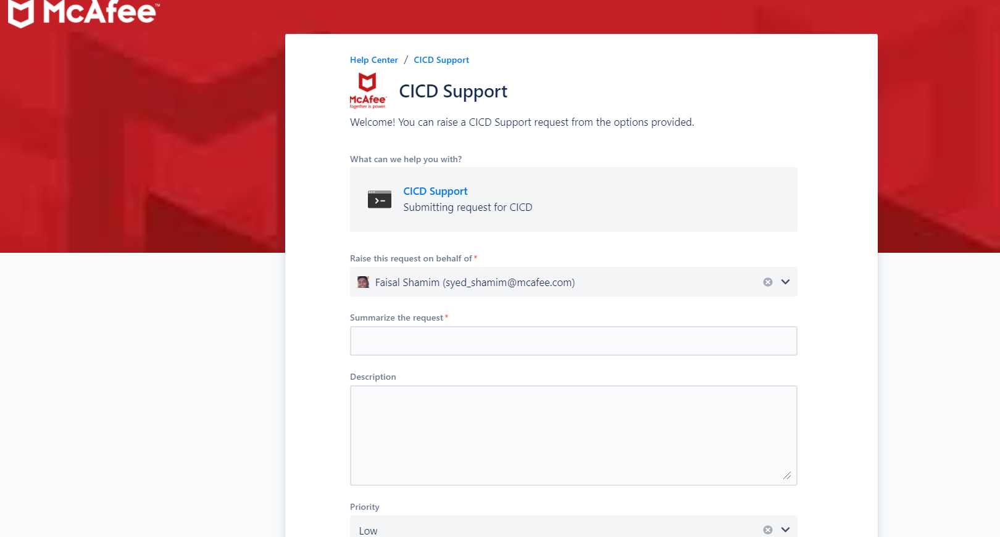 McAfee™
Help Center / CICD Support
McAfee
Together is power.
CICD Support
Welcome! You can raise a CICD Support request from the options provided.
What can we help you with?
CICD Support
Submitting request for CICD
Raise this request on behalf of *
Faisal Shamim (syed_shamim@mcafee.com)
Summarize the request *
Description
Priority
Low